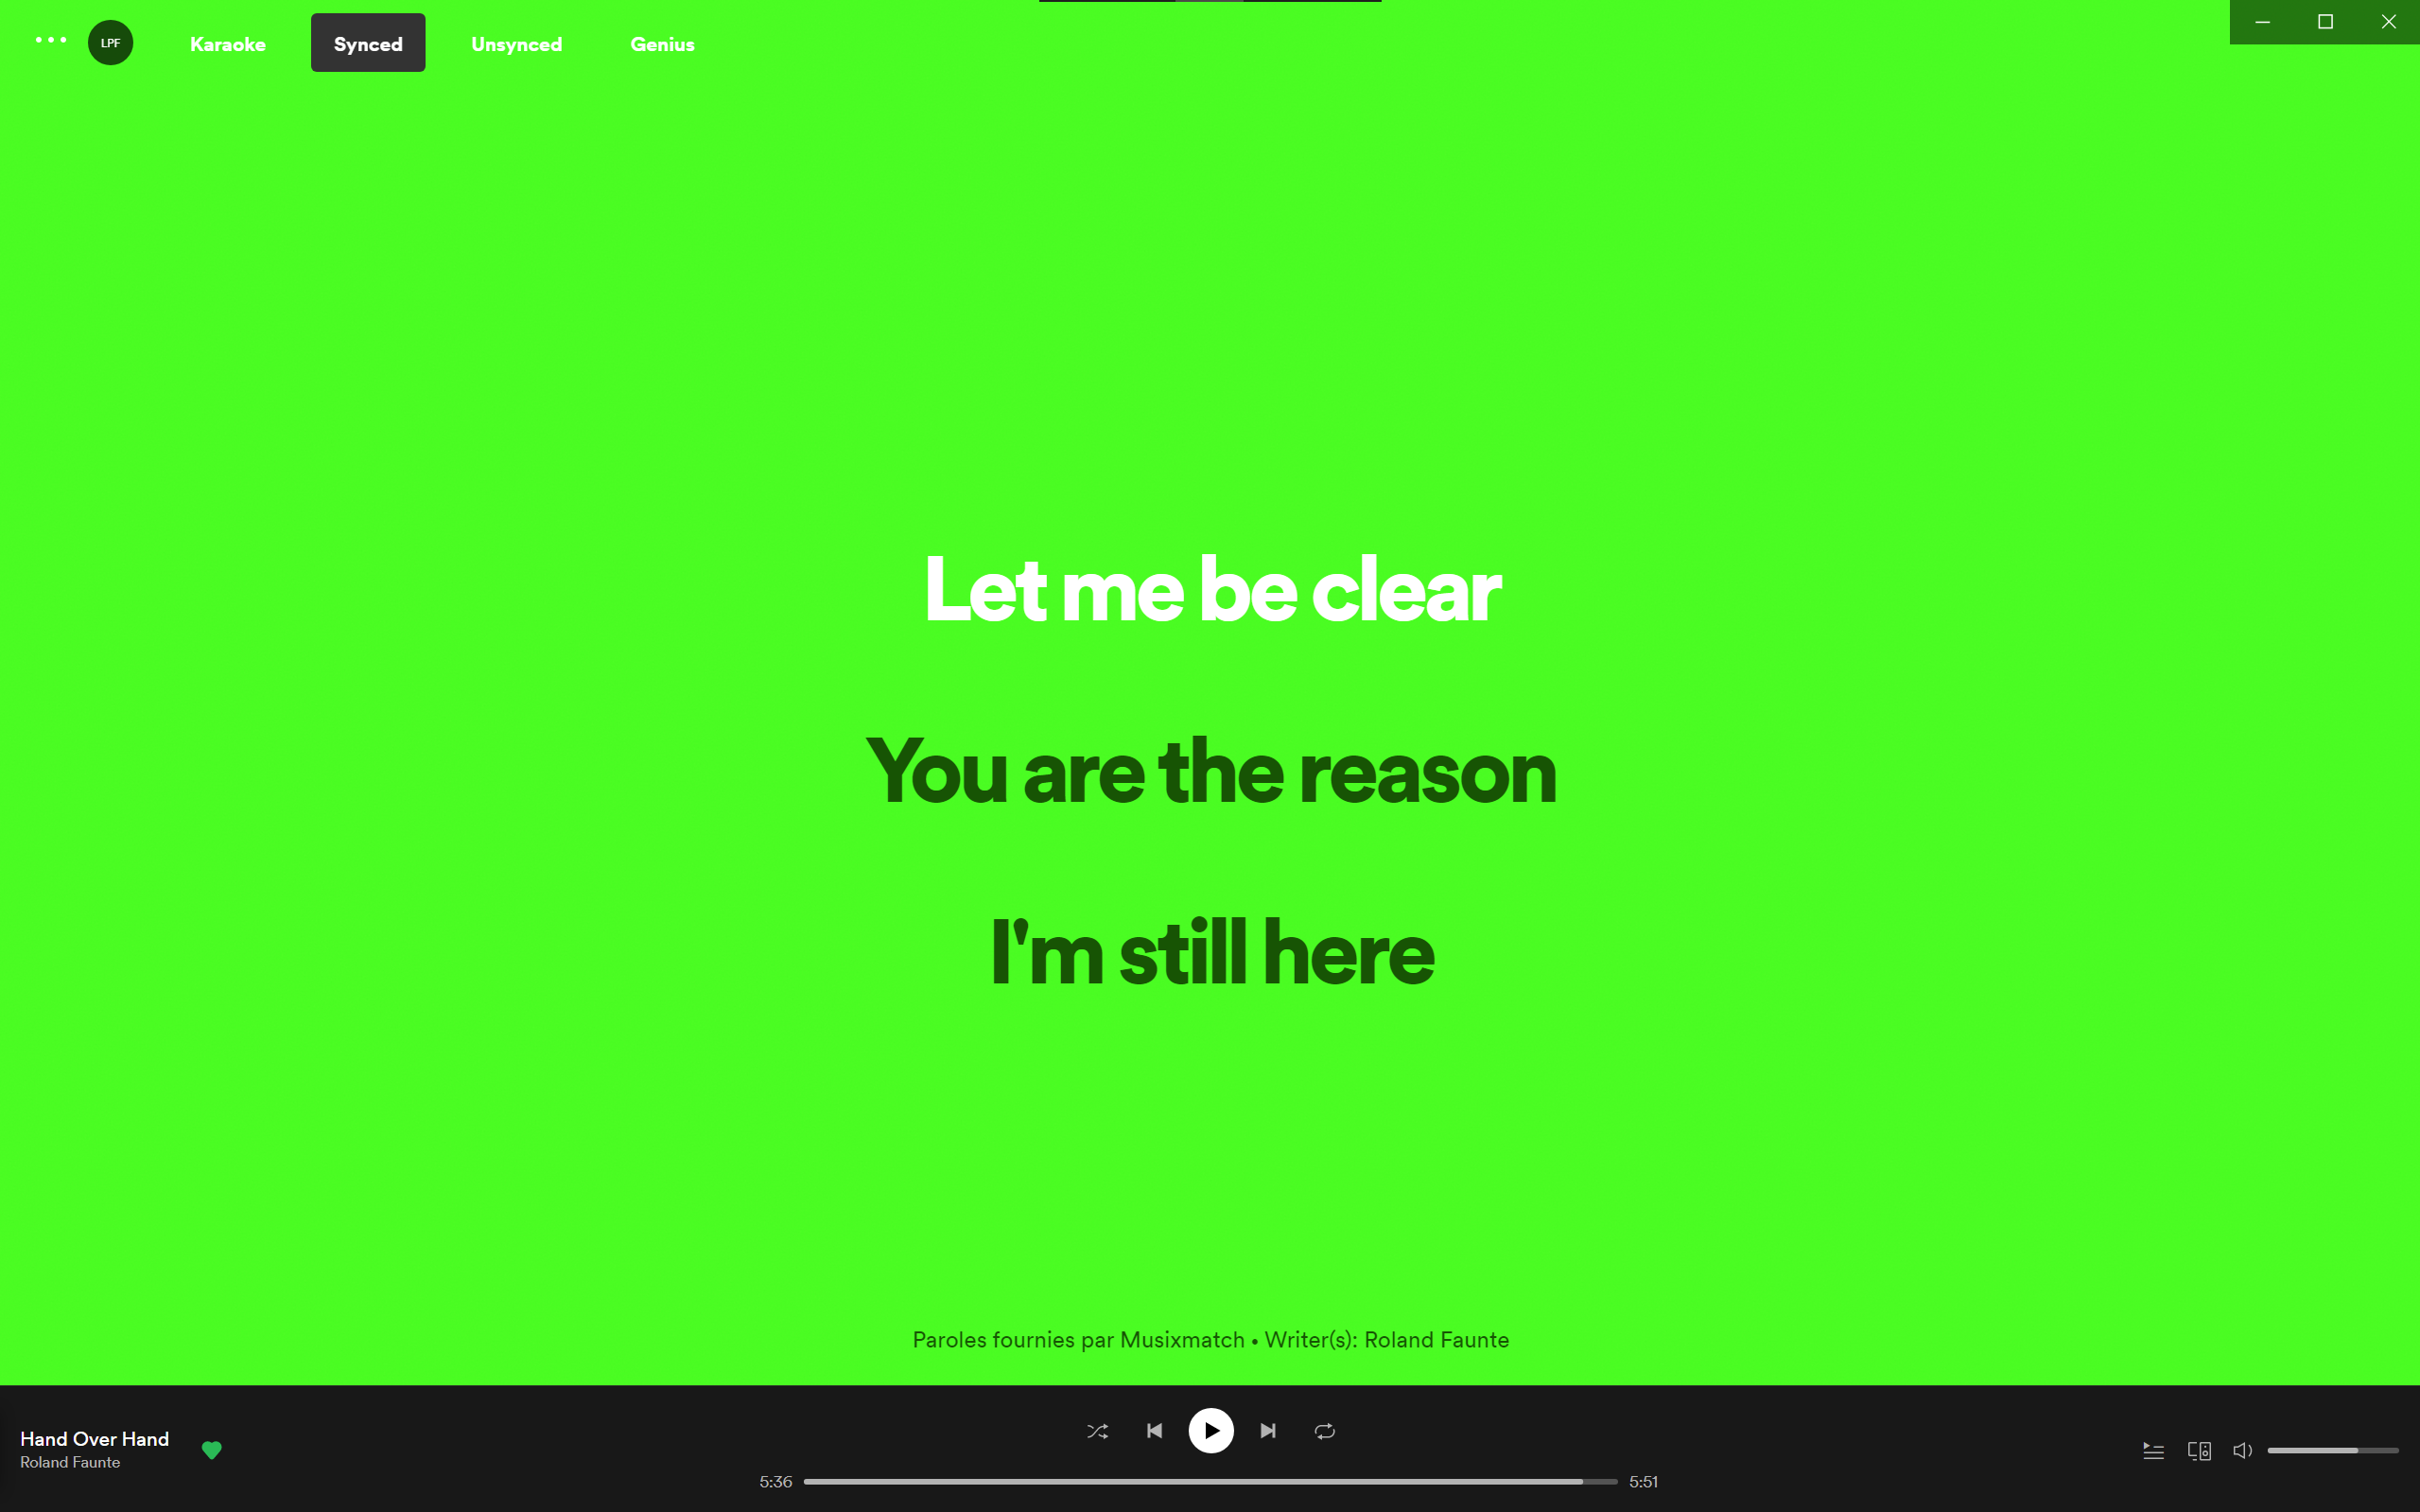 LPF
Karaoke
Synced
Unsynced
Genius
Let me be clear
You are the reason
I'm still here
Paroles fournies par Musixmatch • Writer(s): Roland Faunte
Hand Over Hand
Roland Faunte
5:36
5:51